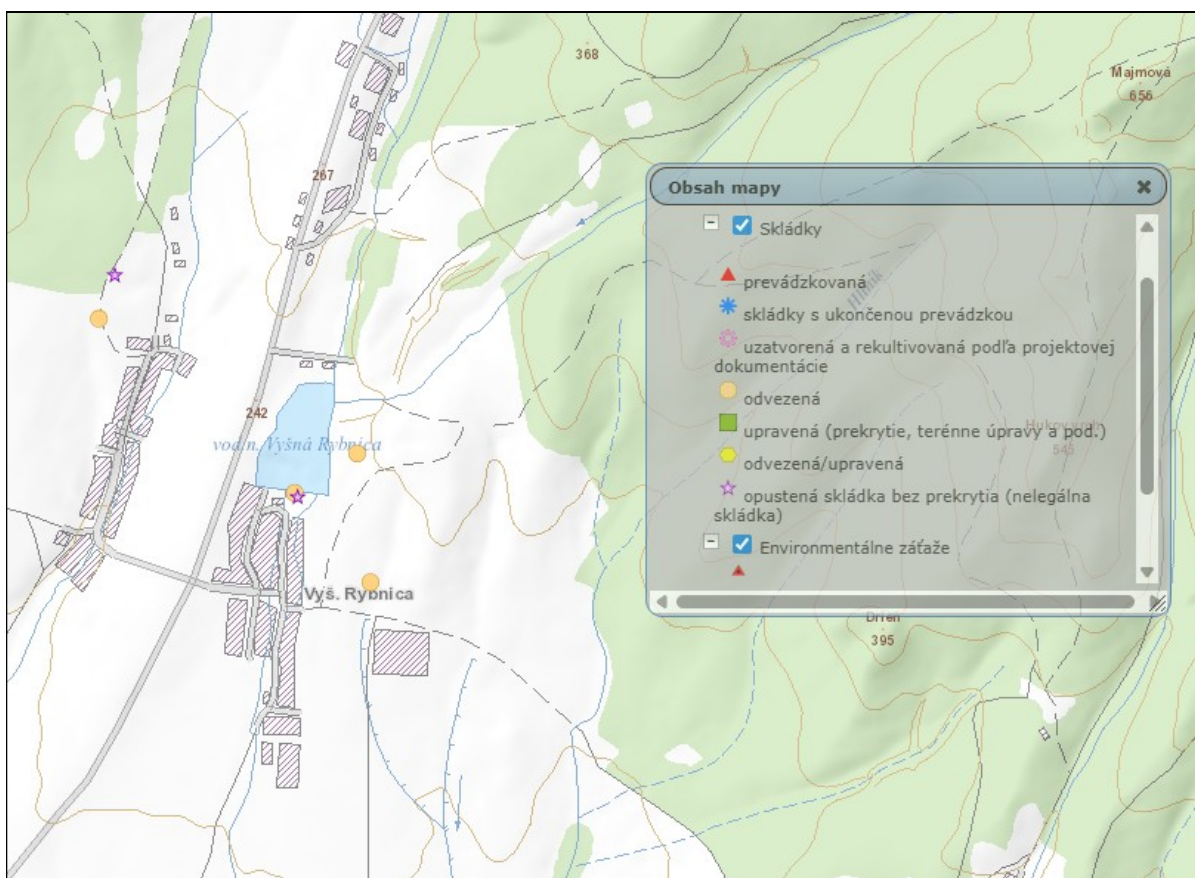 368
Majmová
656
267
Obsah mapy
Skládky
prevádzkovaná
Hlinik
skládky s ukončenou prevádzkou
uzatvorená a rekultivovaná podľa projektovej
dokumentácie
odvezená
242
vod.n. Vyšná Rybnica
upravená (prekrytie, terénne úpravy a pod.)
545
odvezená/upravená
opustená skládka bez prekrytia (nelegálna
skládka)
Environmentálne záťaže
Vyš. Rybnica
Drieň
395